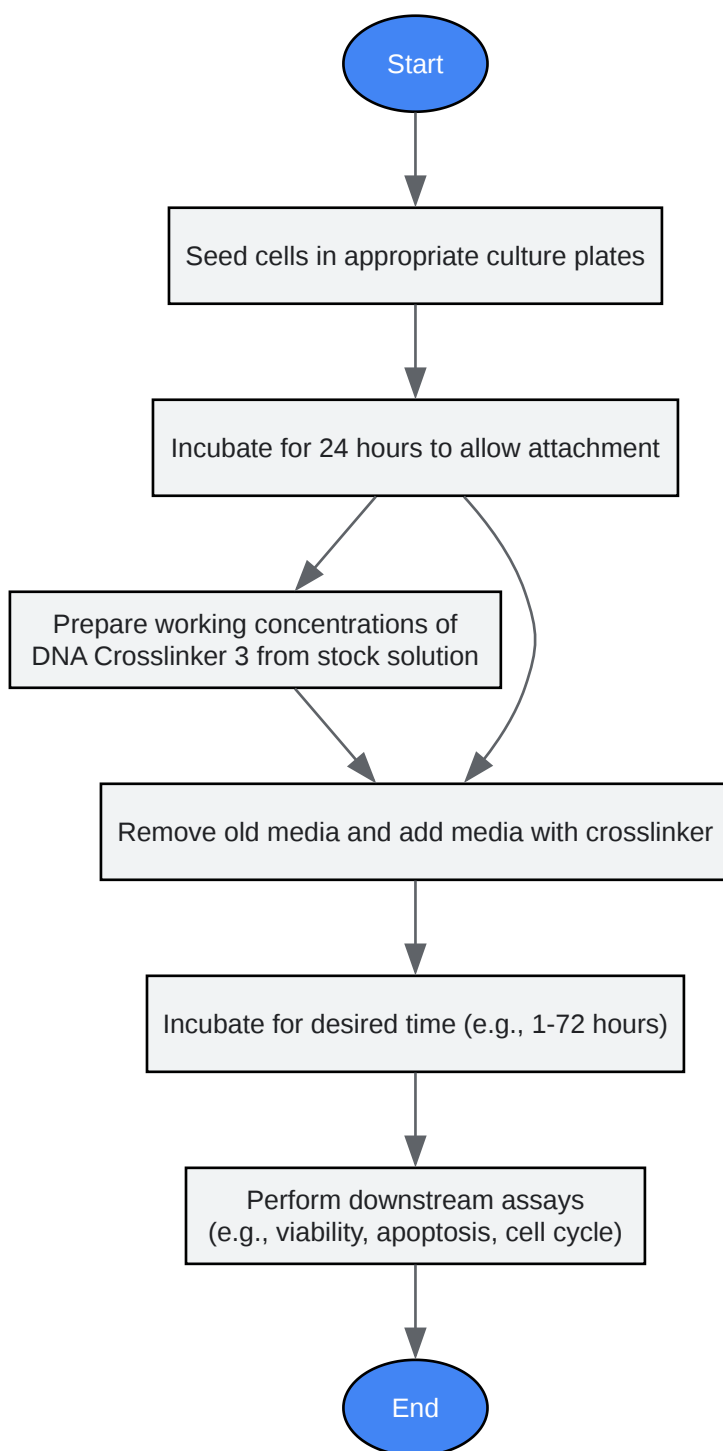 Start
Seed cells in appropriate culture plates
Incubate for 24 hours to allow attachment
Prepare working concentrations of
DNA Crosslinker 3 from stock solution
Remove old media and add media with crosslinker
Incubate for desired time (e.g., 1-72 hours)
Perform downstream assays
(e.g., viability, apoptosis, cell cycle)
End